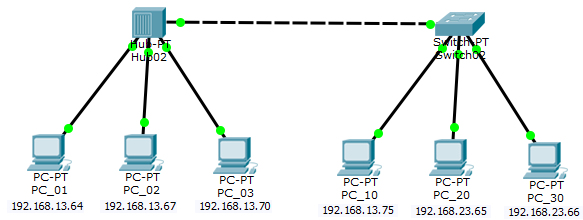 Hub-PT
Hub02
Switch-PT
Switch02
PC-PT
PC_01
192.168.13.64
PC-PT
PC_02
192.168.13.67
PC-PT
PC_03
192.168.13.70
PC-PT
PC_10
192.168.13.75
PC-PT
PC_20
192.168.23.65
PC-PT
PC_30
192.168.23.66